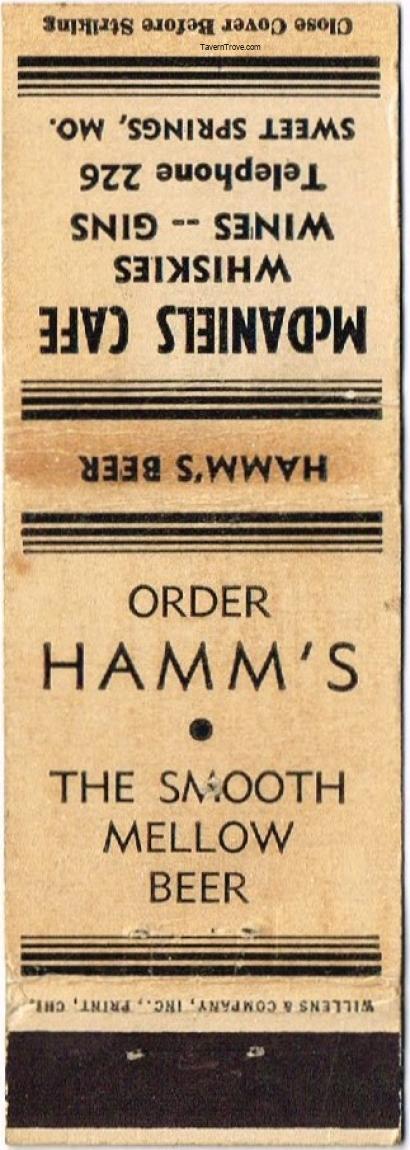 Close Cover Before Striking
TavernTrove.com
McDANIELS CAFE
WHISKIES
WINES -- GINS
Telephone 226
SWEET SPRINGS, MO.
HAMM'S BEER
ORDER
HAMM'S
THE SMOOTH
MELLOW
BEER
WILLENS & COMPANY, INC., PRINT, CHI.